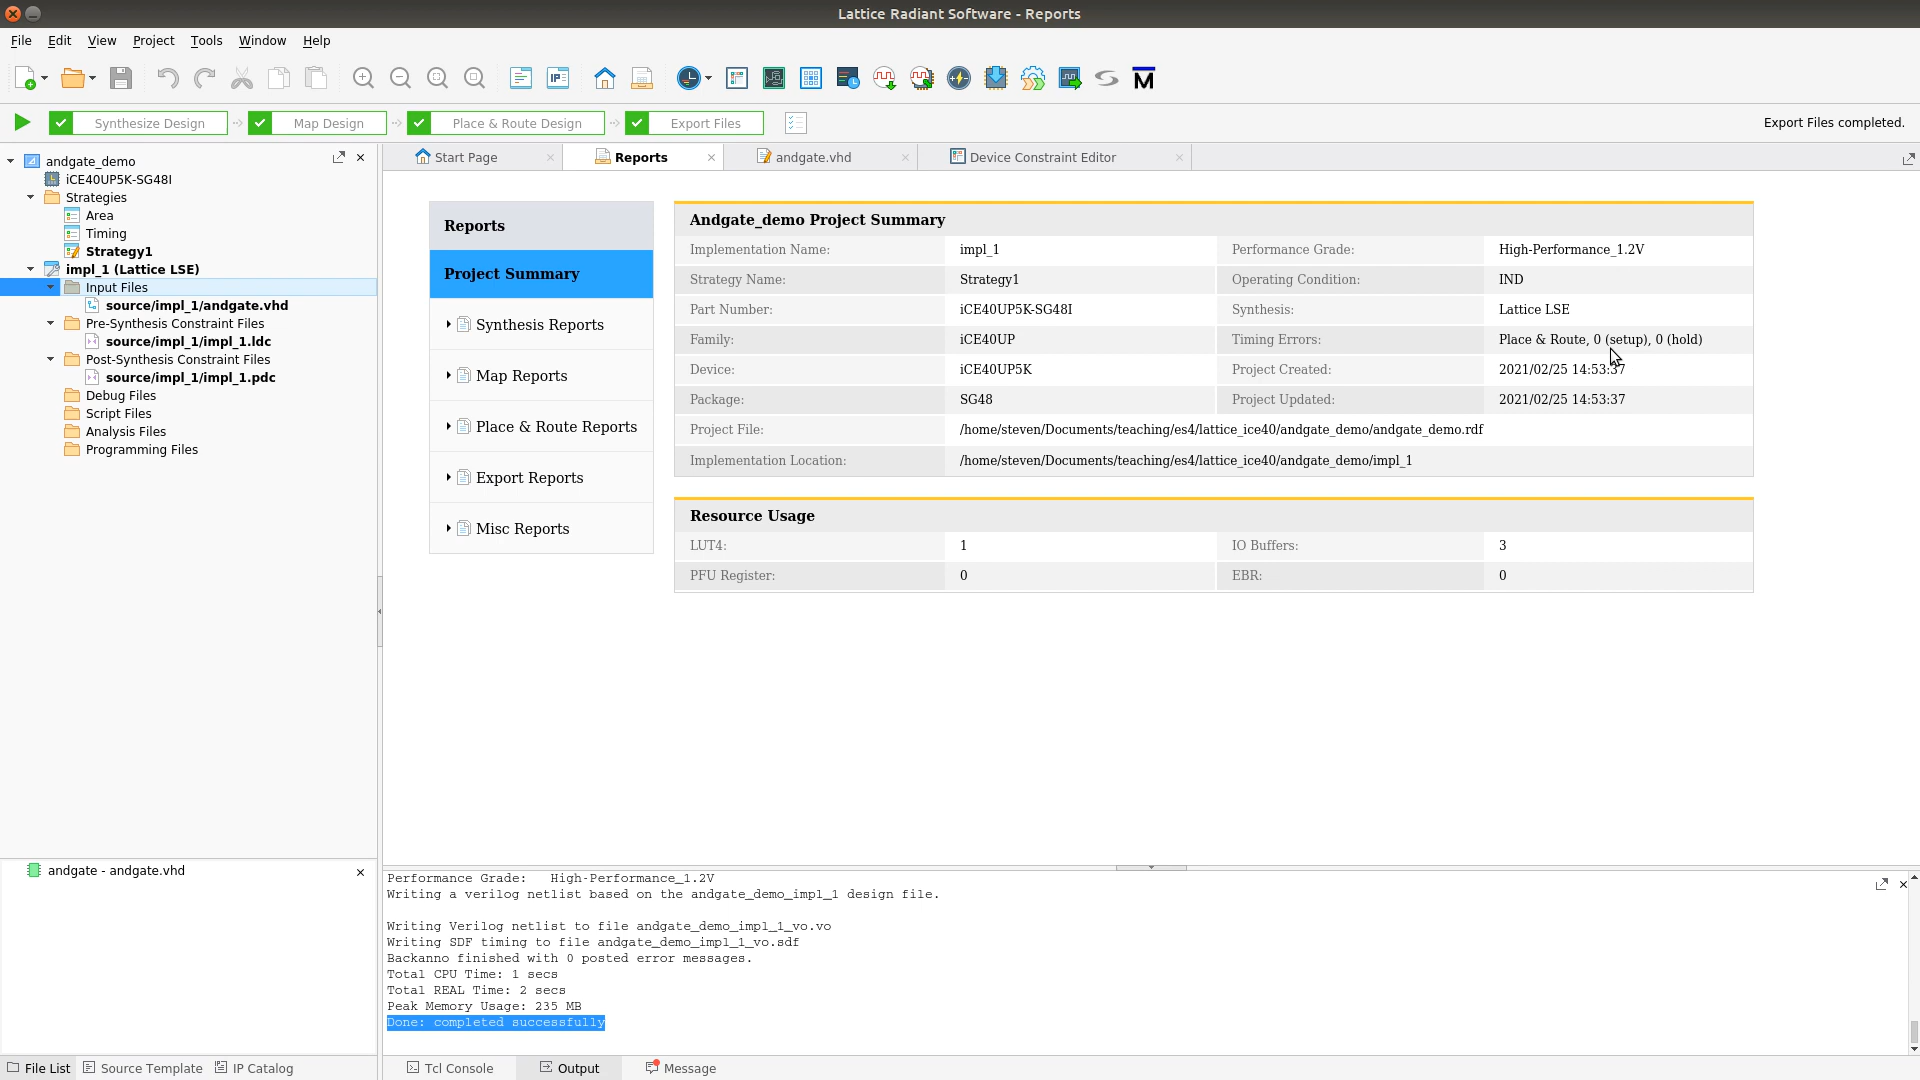 Lattice Radiant Software - Reports
File Edit View Project Tools Window Help
IP
M
Synthesize Design Map Design Place & Route Design Export Files Export Files completed.
andgate_demo
iCE40UP5K-SG48I
Strategies
Area
Timing
Strategy1
impl_1 (Lattice LSE)
Input Files
source/impl_1/andgate.vhd
Pre-Synthesis Constraint Files
source/impl_1/impl_1.ldc
Post-Synthesis Constraint Files
source/impl_1/impl_1.pdc
Debug Files
Script Files
Analysis Files
Programming Files
andgate - andgate.vhd
File List Source Template IP Catalog
Start Page Reports andgate.vhd Device Constraint Editor
Reports
Project Summary
Synthesis Reports
Map Reports
Place & Route Reports
Export Reports
Misc Reports
Andgate_demo Project Summary
Implementation Name: impl_1 Performance Grade: High-Performance_1.2V
Strategy Name: Strategy1 Operating Condition: IND
Part Number: iCE40UP5K-SG48I Synthesis: Lattice LSE
Family: iCE40UP Timing Errors: Place & Route, 0 (setup), 0 (hold)
Device: iCE40UP5K Project Created: 2021/02/25 14:53:37
Package: SG48 Project Updated: 2021/02/25 14:53:37
Project File: /home/steven/Documents/teaching/es4/lattice_ice40/andgate_demo/andgate_demo.rdf
Implementation Location: /home/steven/Documents/teaching/es4/lattice_ice40/andgate_demo/impl_1
Resource Usage
LUT4: 1 IO Buffers: 3
PFU Register: 0 EBR: 0
Performance Grade: High-Performance_1.2V
Writing a verilog netlist based on the andgate_demo_impl_1 design file.
Writing Verilog netlist to file andgate_demo_impl_1_vo.vo
Writing SDF timing to file andgate_demo_impl_1_vo.sdf
Backanno finished with 0 posted error messages.
Total CPU Time: 1 secs
Total REAL Time: 2 secs
Peak Memory Usage: 235 MB
Done: completed successfully
Tcl Console Output Message